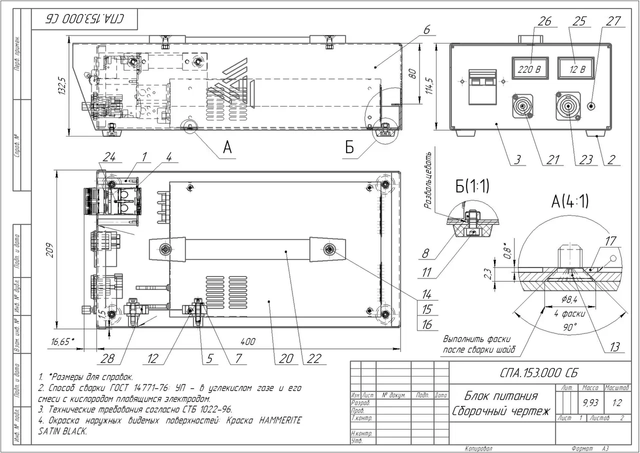 СПА.153.000 СБ
6
26
25
27
220 В
12 В
132,5
80
114,5
А
Б
3
21
23
2
24
1
4
Развальцевать
Б(1:1)
А(4:1)
8
11
0,8*
17
2,3
Ø8,4
4 фаски
90°
Выполнить фаски
после сварки шайб
13
209
15
16,65*
400
14
15
16
28
12
5
7
20
22
1. *Размеры для справок.
2. Способ сварки ГОСТ 14771-76: УП - в углекислом газе и его
смеси с кислородом плавящимся электродом.
3. Технические требования согласно СТБ 1022-96.
4. Окраска наружных видимых поверхностей Краска HAMMERITE
SATIN BLACK.
СПА.153.000 СБ
Блок питания
Сборочный чертеж
Лит.
Масса
Масштаб
9,93
1:2
Изм.
Лист
№ докум.
Подп.
Дата
Разраб.
Пров.
Т.контр.
Н.контр.
Утв.
Лист 1
Листов 2
Копировал
Формат А3
Перв. примен.
Справ. №
Подп. и дата
Инв. № дубл.
Взам. инв. №
Подп. и дата
Инв. № подл.